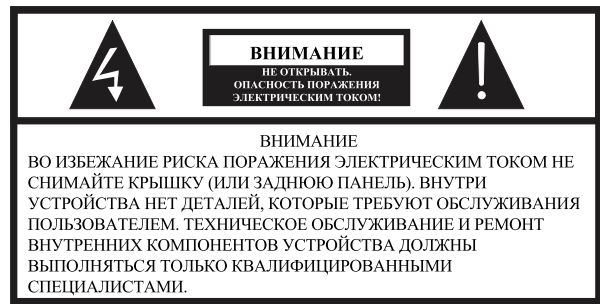 ВНИМАНИЕ
НЕ ОТКРЫВАТЬ.
ОПАСНОСТЬ ПОРАЖЕНИЯ
ЭЛЕКТРИЧЕСКИМ ТОКОМ!
ВНИМАНИЕ
ВО ИЗБЕЖАНИЕ РИСКА ПОРАЖЕНИЯ ЭЛЕКТРИЧЕСКИМ ТОКОМ НЕ
СНИМАЙТЕ КРЫШКУ (ИЛИ ЗАДНЮЮ ПАНЕЛЬ). ВНУТРИ
УСТРОЙСТВА НЕТ ДЕТАЛЕЙ, КОТОРЫЕ ТРЕБУЮТ ОБСЛУЖИВАНИЯ
ПОЛЬЗОВАТЕЛЕМ. ТЕХНИЧЕСКОЕ ОБСЛУЖИВАНИЕ И РЕМОНТ
ВНУТРЕННИХ КОМПОНЕНТОВ УСТРОЙСТВА ДОЛЖНЫ
ВЫПОЛНЯТЬСЯ ТОЛЬКО КВАЛИФИЦИРОВАННЫМИ
СПЕЦИАЛИСТАМИ.